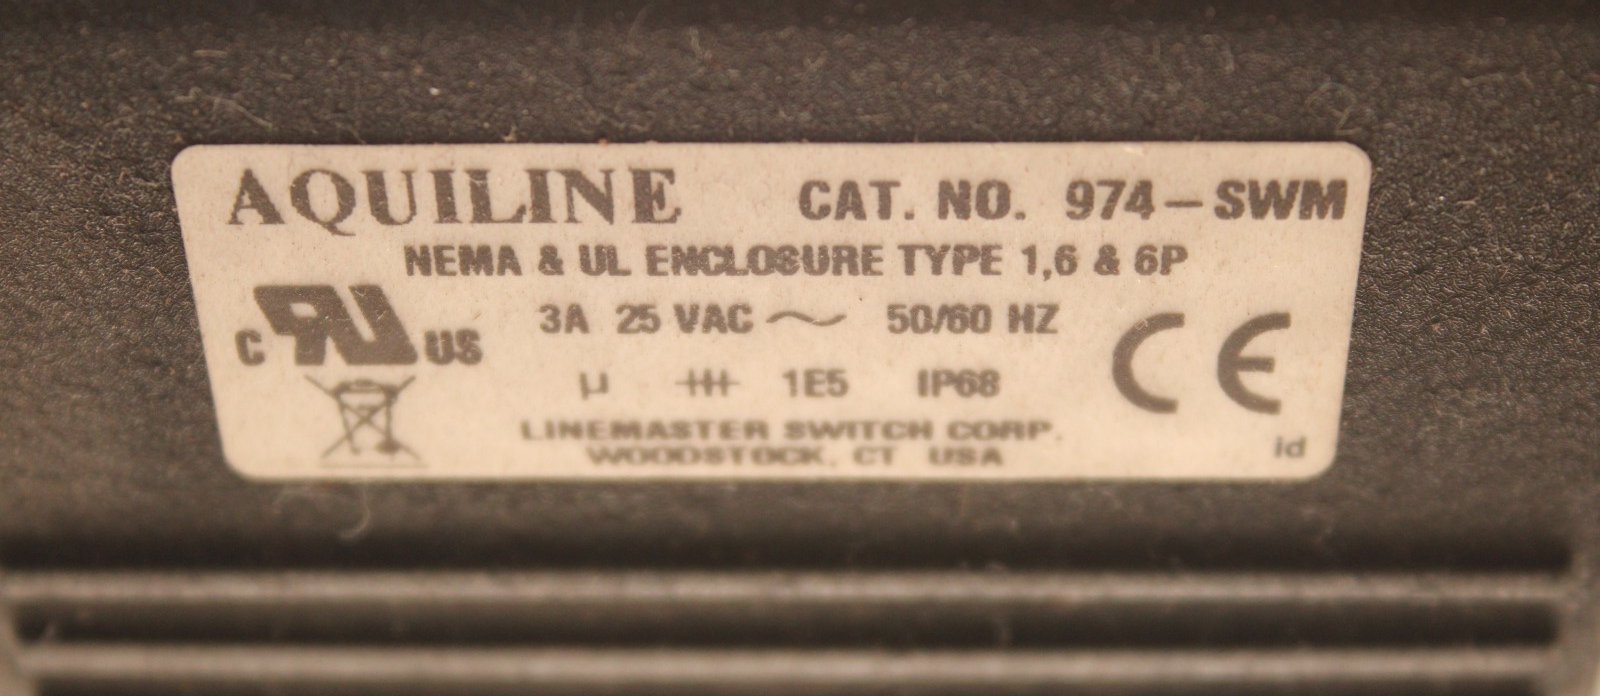 AQUILINE CAT. NO. 974-SWM
NEMA & UL ENCLOSURE TYPE 1,6 & 6P
3A 25 VAC ~ 50/60 HZ
C RU US
µ 1E5 IP68
CE
LINEMASTER SWITCH CORP.
WOODSTOCK, CT USA
id